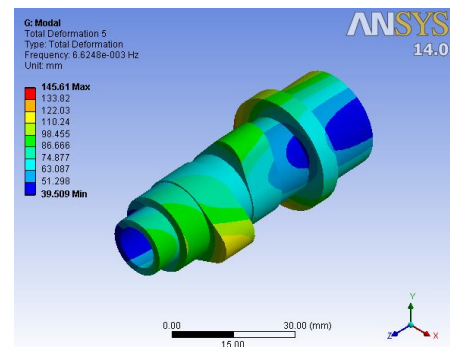 G: Modal
Total Deformation 5
Type: Total Deformation
Frequency: 6.6248e-003 Hz
Unit: mm
145.61 Max
133.82
122.03
110.24
98.455
86.666
74.877
63.087
51.298
39.509 Min
ANSYS
14.0
0.00 30.00 (mm)
15.00
Y
Z X